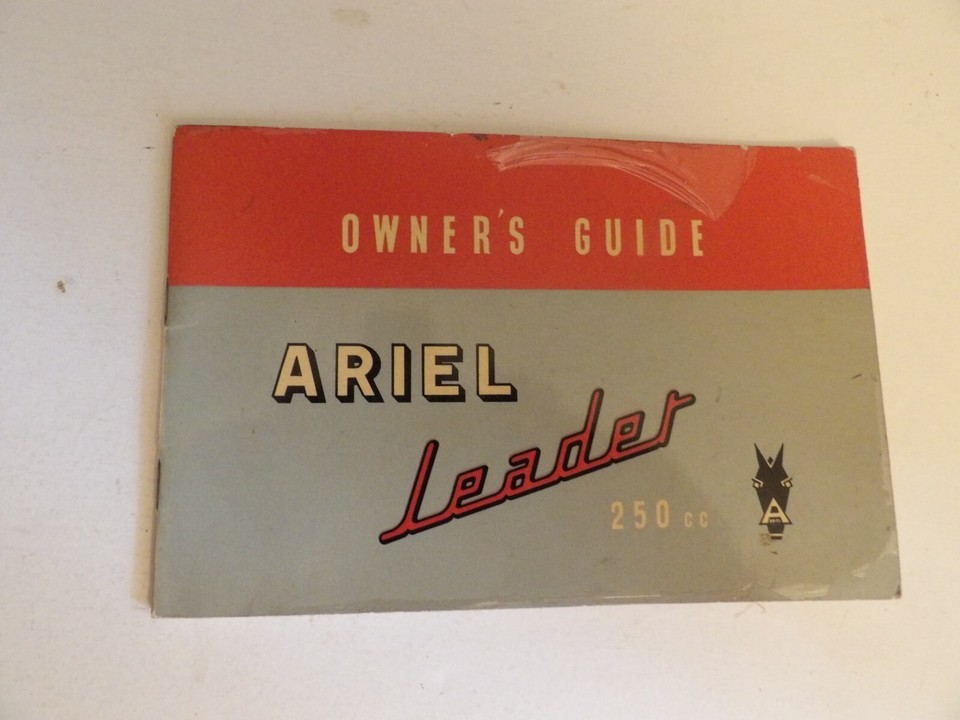 OWNER'S GUIDE
ARIEL
Leader
250 cc
A